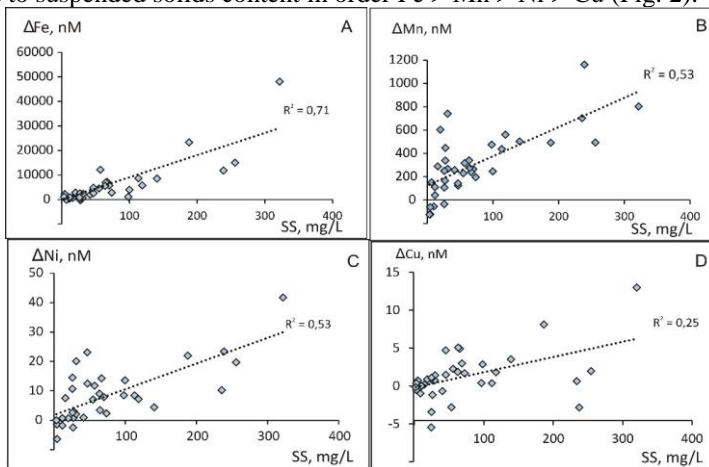 to suspended solids content in order Fe > Mn > Ni > Cu (Fig. 2).
ΔFe, nM
A
60000
50000
40000
30000
20000
10000
0
R² = 0,71
0 100 200 300 400
SS, mg/L
ΔMn, nM
B
1200
1000
800
600
400
200
0
-200
R² = 0,53
0 100 200 300 400
SS, mg/L
ΔNi, nM
C
50
40
30
20
10
0
-10
R² = 0,53
0 100 200 300 400
SS, mg/L
ΔCu, nM
D
15
10
5
0
-5
R² = 0,25
0 100 200 300 400
SS, mg/L